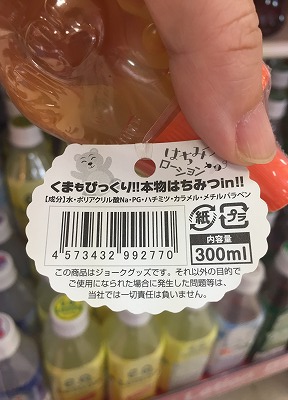 はちみつ
ローション
くまもびっくり!!本物はちみつin!!
【成分】水・ポリアクリル酸Na・PG・ハチミツ・カラメル・メチルパラベン
4 573432 992770
紙
プラ
内容量
300ml
この商品はジョークグッズです。それ以外の目的で
ご使用になられた場合に発生した問題等は、
当社では一切責任は負いません。